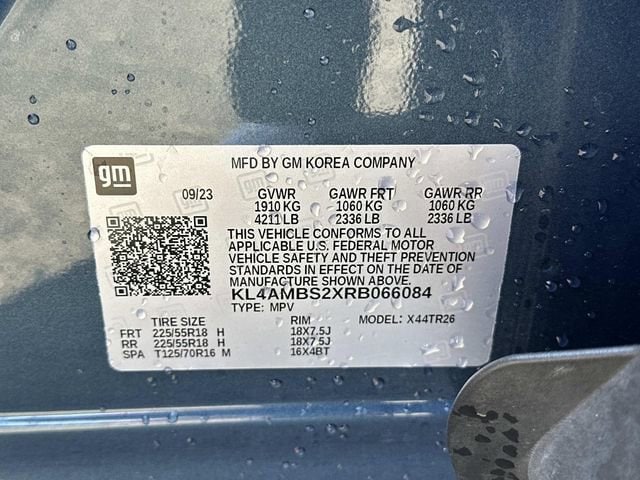 gm
MFD BY GM KOREA COMPANY
09/23 GVWR GAWR FRT GAWR RR
1910 KG 1060 KG 1060 KG
4211 LB 2336 LB 2336 LB
THIS VEHICLE CONFORMS TO ALL
APPLICABLE U.S. FEDERAL MOTOR
VEHICLE SAFETY AND THEFT PREVENTION
STANDARDS IN EFFECT ON THE DATE OF
MANUFACTURE SHOWN ABOVE.
KL4AMBS2XRB066084
TYPE: MPV
TIRE SIZE RIM MODEL: X44TR26
FRT 225/55R18 H 18X7.5J
RR 225/55R18 H 18X7.5J
SPA T125/70R16 M 16X4BT